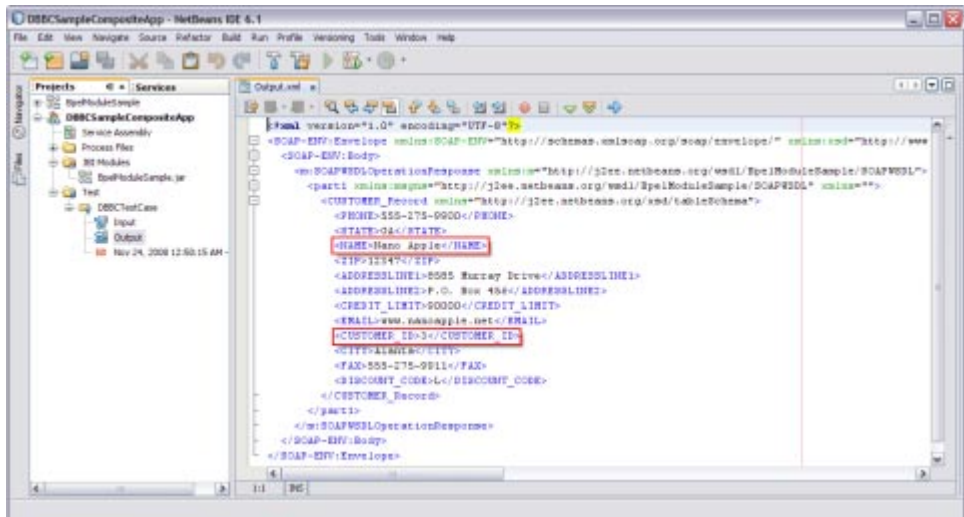 DBBCSampleCompositeApp - NetBeans IDE 6.1
File Edit View Navigate Source Refactor Build Run Profile Versioning Tools Window Help
Projects Services
Output.xml
Navigator
Files
BpelModuleSample
DBBCSampleCompositeApp
Service Assembly
Process Files
JBI Modules
BpelModuleSample.jar
Test
DBBCTestCase
Input
Output
Nov 24, 2008 12:50:15 AM -
<?xml version="1.0" encoding="UTF-8"?>
<SOAP-ENV:Envelope xmlns:SOAP-ENV="http://schemas.xmlsoap.org/soap/envelope/" xmlns:xsd="http://www
<SOAP-ENV:Body>
<m:SOAPWSDLOperationResponse xmlns:m="http://j2ee.netbeans.org/wsdl/BpelModuleSample/SOAPWSDL">
<part1 xmlns:msgns="http://j2ee.netbeans.org/wsdl/BpelModuleSample/SOAPWSDL" xmlns="">
<CUSTOMER_Record xmlns="http://j2ee.netbeans.org/xsd/tableSchema">
<PHONE>555-275-9900</PHONE>
<STATE>GA</STATE>
<NAME>Nano Apple</NAME>
<ZIP>12347</ZIP>
<ADDRESSLINE1>8585 Murray Drive</ADDRESSLINE1>
<ADDRESSLINE2>P.O. Box 456</ADDRESSLINE2>
<CREDIT_LIMIT>90000</CREDIT_LIMIT>
<EMAIL>www.nanoapple.net</EMAIL>
<CUSTOMER_ID>3</CUSTOMER_ID>
<CITY>Alanta</CITY>
<FAX>555-275-9911</FAX>
<DISCOUNT_CODE>L</DISCOUNT_CODE>
</CUSTOMER_Record>
</part1>
</m:SOAPWSDLOperationResponse>
</SOAP-ENV:Body>
</SOAP-ENV:Envelope>
1:1 INS